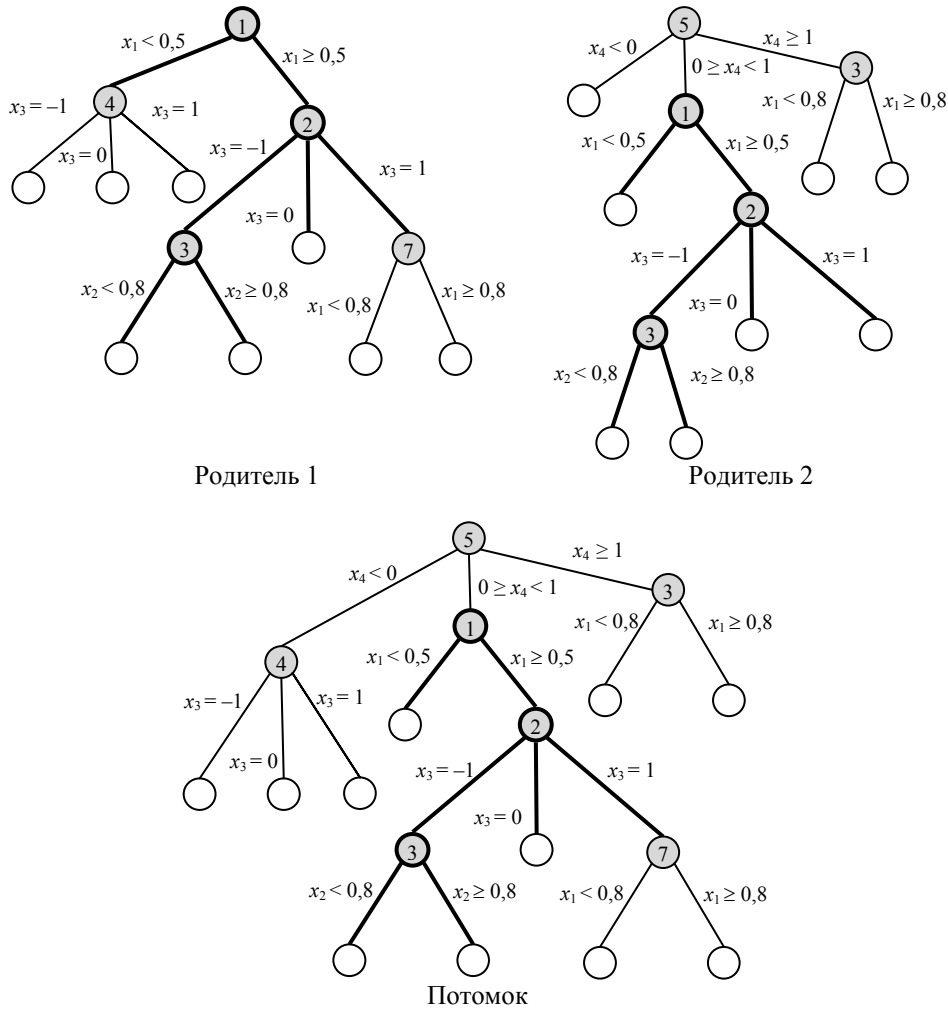 1
x₁ < 0,5
x₁ ≥ 0,5
4
x₃ = –1
x₃ = 1
x₃ = 0
2
x₃ = –1
x₃ = 0
x₃ = 1
3
7
x₂ < 0,8
x₂ ≥ 0,8
x₁ < 0,8
x₁ ≥ 0,8
Родитель 1
5
x₄ < 0
0 ≥ x₄ < 1
x₄ ≥ 1
3
x₁ < 0,8
x₁ ≥ 0,8
1
x₁ < 0,5
x₁ ≥ 0,5
2
x₃ = –1
x₃ = 0
x₃ = 1
3
x₂ < 0,8
x₂ ≥ 0,8
Родитель 2
5
x₄ < 0
0 ≥ x₄ < 1
x₄ ≥ 1
3
x₁ < 0,8
x₁ ≥ 0,8
1
x₁ < 0,5
x₁ ≥ 0,5
4
x₃ = –1
x₃ = 1
x₃ = 0
2
x₃ = –1
x₃ = 0
x₃ = 1
3
7
x₂ < 0,8
x₂ ≥ 0,8
x₁ < 0,8
x₁ ≥ 0,8
Потомок